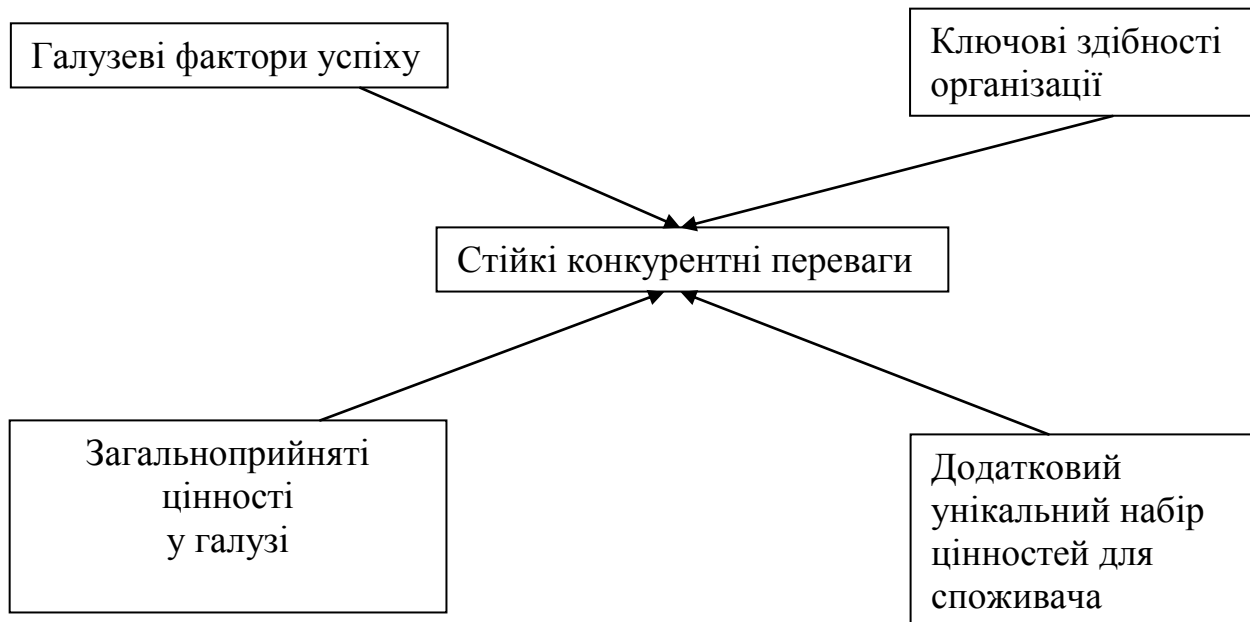 Галузеві фактори успіху
Ключові здібності
організації
Стійкі конкурентні переваги
Загальноприйняті
цінності
у галузі
Додатковий
унікальний набір
цінностей для
споживача